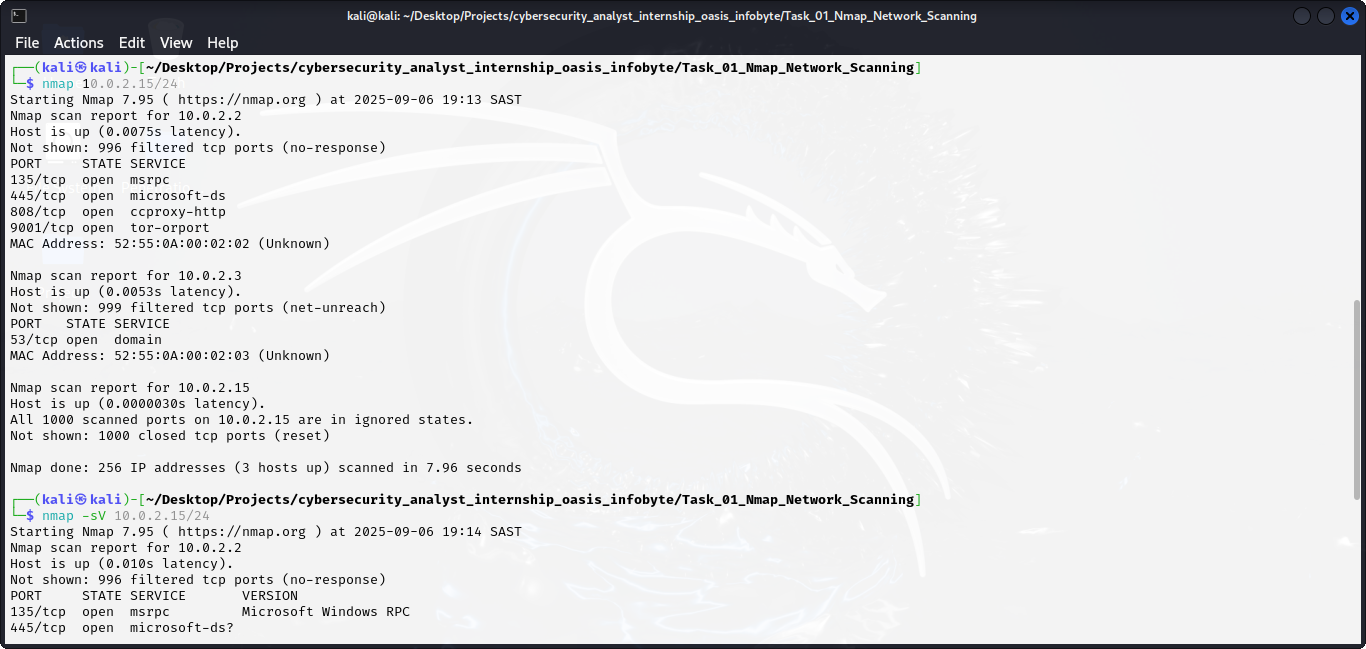 kali@kali: ~/Desktop/Projects/cybersecurity_analyst_internship_oasis_infobyte/Task_01_Nmap_Network_Scanning
File Actions Edit View Help
┌──(kali㉿kali)-[~/Desktop/Projects/cybersecurity_analyst_internship_oasis_infobyte/Task_01_Nmap_Network_Scanning]
└─$ nmap 10.0.2.15/24
Starting Nmap 7.95 ( https://nmap.org ) at 2025-09-06 19:13 SAST
Nmap scan report for 10.0.2.2
Host is up (0.0075s latency).
Not shown: 996 filtered tcp ports (no-response)
PORT     STATE SERVICE
135/tcp  open  msrpc
445/tcp  open  microsoft-ds
808/tcp  open  ccproxy-http
9001/tcp open  tor-orport
MAC Address: 52:55:0A:00:02:02 (Unknown)
Nmap scan report for 10.0.2.3
Host is up (0.0053s latency).
Not shown: 999 filtered tcp ports (net-unreach)
PORT   STATE SERVICE
53/tcp open  domain
MAC Address: 52:55:0A:00:02:03 (Unknown)
Nmap scan report for 10.0.2.15
Host is up (0.0000030s latency).
All 1000 scanned ports on 10.0.2.15 are in ignored states.
Not shown: 1000 closed tcp ports (reset)
Nmap done: 256 IP addresses (3 hosts up) scanned in 7.96 seconds
┌──(kali㉿kali)-[~/Desktop/Projects/cybersecurity_analyst_internship_oasis_infobyte/Task_01_Nmap_Network_Scanning]
└─$ nmap -sV 10.0.2.15/24
Starting Nmap 7.95 ( https://nmap.org ) at 2025-09-06 19:14 SAST
Nmap scan report for 10.0.2.2
Host is up (0.010s latency).
Not shown: 996 filtered tcp ports (no-response)
PORT     STATE SERVICE       VERSION
135/tcp  open  msrpc         Microsoft Windows RPC
445/tcp  open  microsoft-ds?